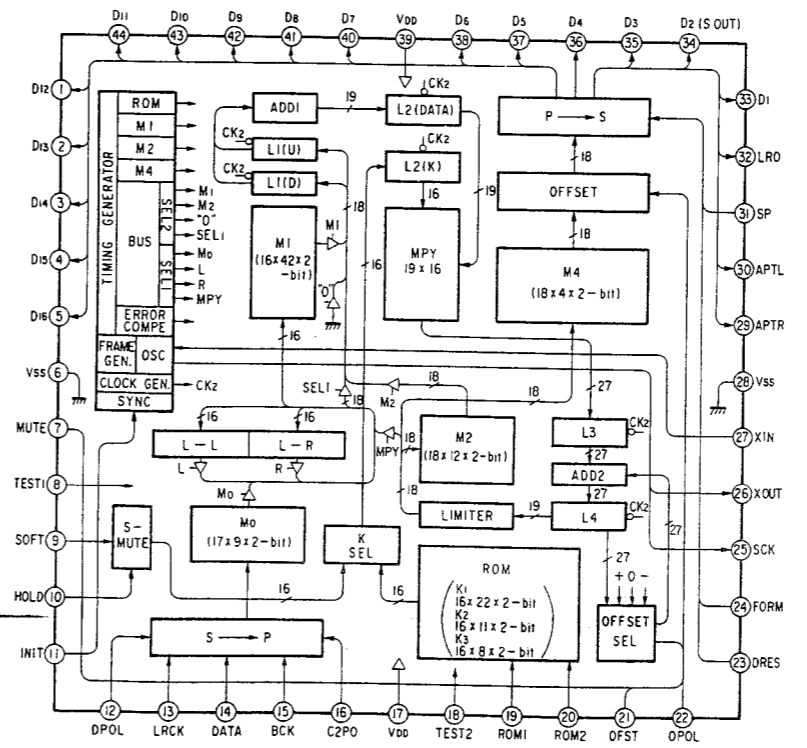 D11 D10 D9 D8 D7 VDD D6 D5 D4 D3 D2 (S OUT)
44 43 42 41 40 39 38 37 36 35 34
D12 1
D13 2
D14 3
D15 4
D16 5
VSS 6
MUTE 7
TEST1 8
SOFT 9
HOLD 10
INIT 11
TIMING GENERATOR
ROM
M1
M2
M4
BUS
SEL2
SEL1
M1
M2
"0"
SEL1
M0
L
R
MPY
ERROR
COMPE
FRAME
GEN.
OSC
CLOCK GEN.
CK2
SYNC
ADD1
19
CK2
L2(DATA)
CK2
L1(U)
CK2
L1(D)
CK2
L2(K)
16
19
18
16
M1
(16×42×2
-bit)
M1
"0"
MPY
19×16
P → S
18
OFFSET
18
M4
(18×4×2-bit)
16
SEL1
18
M2
18
18
27
16
16
L-L
L-R
L
R
MPY
18
M2
(18×12×2-bit)
L3
CK2
27
ADD2
27
L4
CK2
19
LIMITER
18
27
27
M0
M0
(17×9×2-bit)
S-
MUTE
K
SEL
16
16
ROM
K1
16×22×2-bit
K2
16×11×2-bit
K3
16×8×2-bit
+ 0 -
OFFSET
SEL
S → P
33 D1
32 LRO
31 SP
30 APTL
29 APTR
28 VSS
27 XIN
26 XOUT
25 SCK
24 FORM
23 DRES
12 13 14 15 16 17 18 19 20 21 22
DPOL LRCK DATA BCK C2PO VDD TEST2 ROM1 ROM2 OFST OPOL